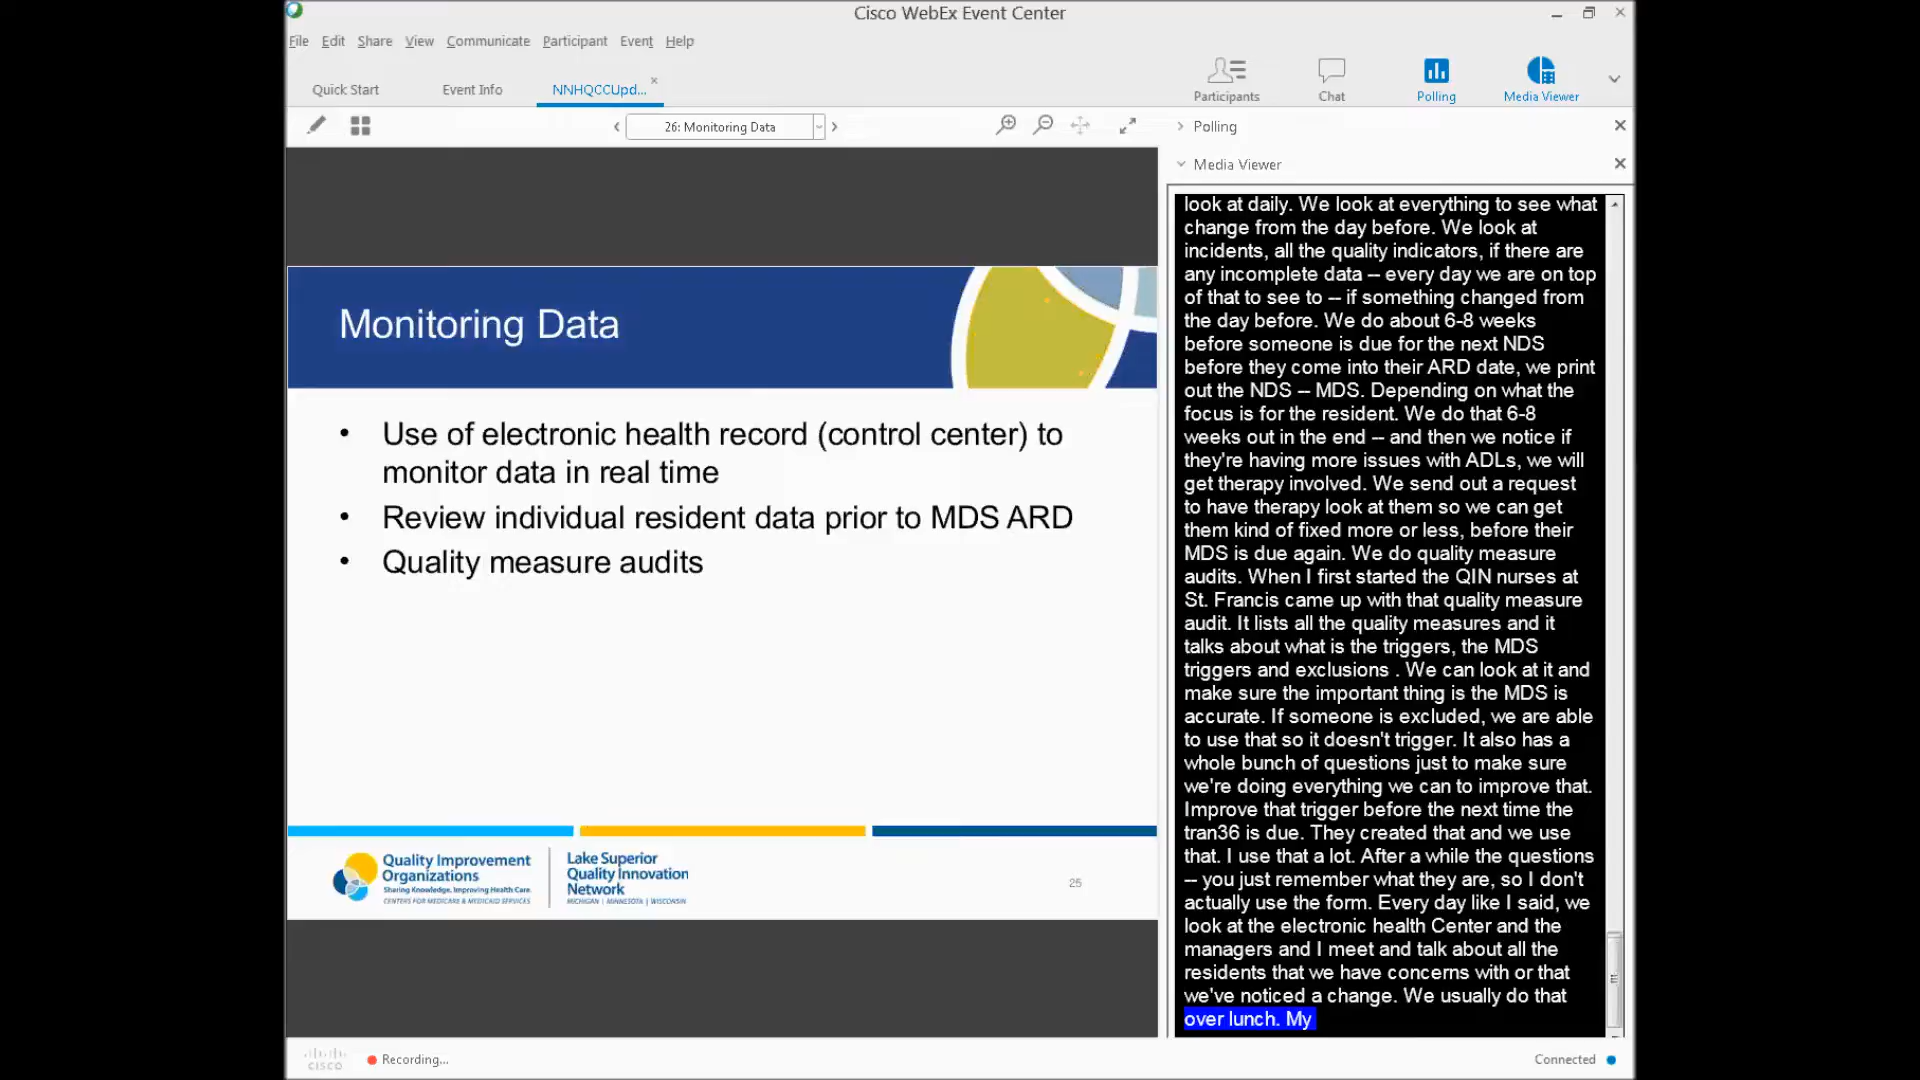 Cisco WebEx Event Center
File Edit Share View Communicate Participant Event Help
Quick Start Event Info NNHQCCUpd...
Participants Chat Polling Media Viewer
26: Monitoring Data
Polling
Media Viewer
Monitoring Data
• Use of electronic health record (control center) to
monitor data in real time
• Review individual resident data prior to MDS ARD
• Quality measure audits
Quality Improvement
Organizations
Sharing Knowledge. Improving Health Care.
CENTERS FOR MEDICARE & MEDICAID SERVICES
Lake Superior
Quality Innovation
Network
MICHIGAN | MINNESOTA | WISCONSIN
25
look at daily. We look at everything to see what
change from the day before. We look at
incidents, all the quality indicators, if there are
any incomplete data -- every day we are on top
of that to see to -- if something changed from
the day before. We do about 6-8 weeks
before someone is due for the next NDS
before they come into their ARD date, we print
out the NDS -- MDS. Depending on what the
focus is for the resident. We do that 6-8
weeks out in the end -- and then we notice if
they're having more issues with ADLs, we will
get therapy involved. We send out a request
to have therapy look at them so we can get
them kind of fixed more or less, before their
MDS is due again. We do quality measure
audits. When I first started the QIN nurses at
St. Francis came up with that quality measure
audit. It lists all the quality measures and it
talks about what is the triggers, the MDS
triggers and exclusions . We can look at it and
make sure the important thing is the MDS is
accurate. If someone is excluded, we are able
to use that so it doesn't trigger. It also has a
whole bunch of questions just to make sure
we're doing everything we can to improve that.
Improve that trigger before the next time the
tran36 is due. They created that and we use
that. I use that a lot. After a while the questions
-- you just remember what they are, so I don't
actually use the form. Every day like I said, we
look at the electronic health Center and the
managers and I meet and talk about all the
residents that we have concerns with or that
we've noticed a change. We usually do that
over lunch. My
CISCO
Recording...
Connected